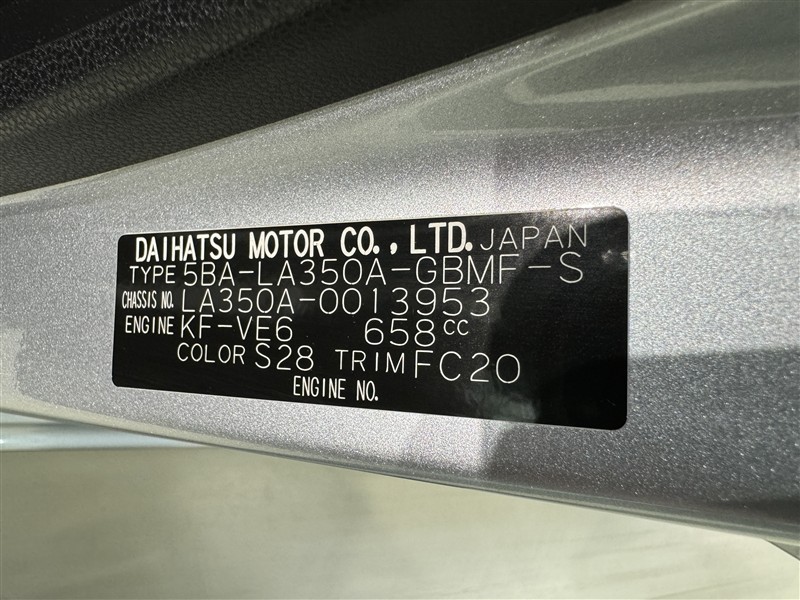 DAIHATSU MOTOR CO., LTD. JAPAN
TYPE 5BA-LA350A-GBMF-S
CHASSIS NO. LA350A-0013953
ENGINE KF-VE6 658CC
COLOR S28 TRIM FC20
ENGINE NO.